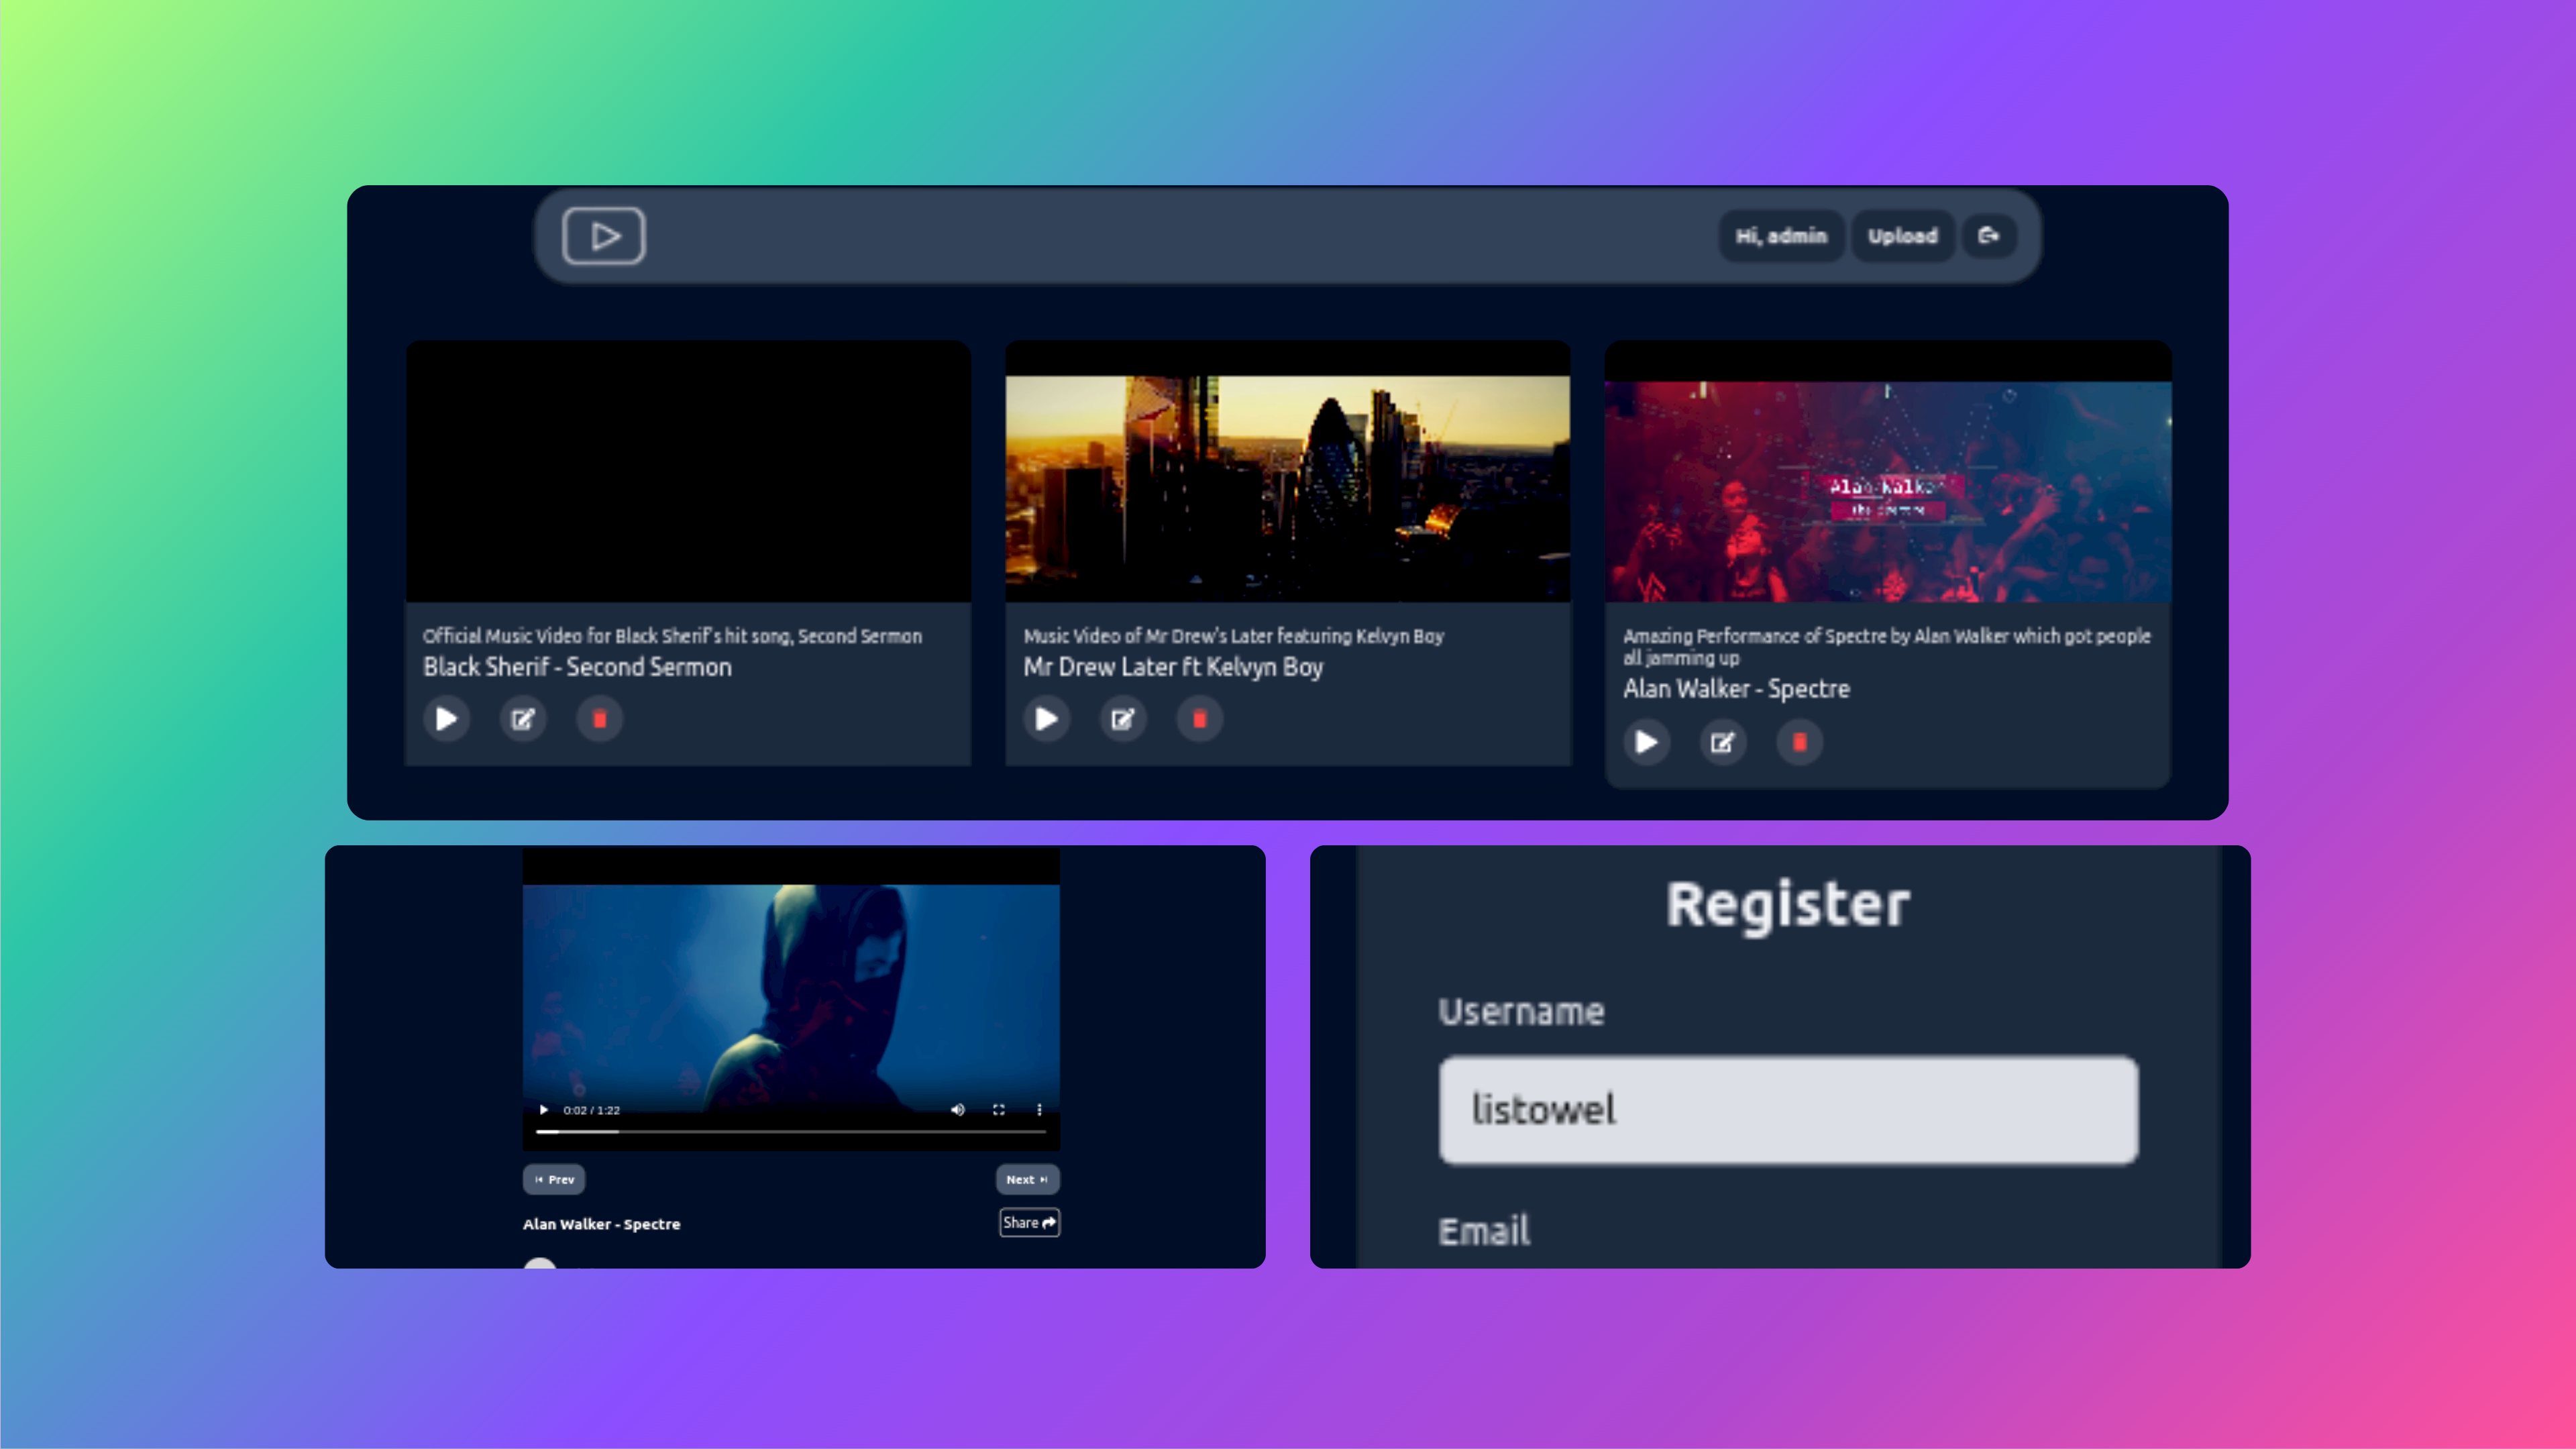 Hi, admin
Upload
Alan Walker
Official Music Video for Black Sherif's hit song, Second Sermon
Black Sherif - Second Sermon
Music Video of Mr Drew's Later featuring Kelvyn Boy
Mr Drew Later ft Kelvyn Boy
Amazing Performance of Spectre by Alan Walker which got people
all jamming up
Alan Walker - Spectre
0:02 / 1:22
Prev
Next
Alan Walker - Spectre
Share
Register
Username
listowel
Email